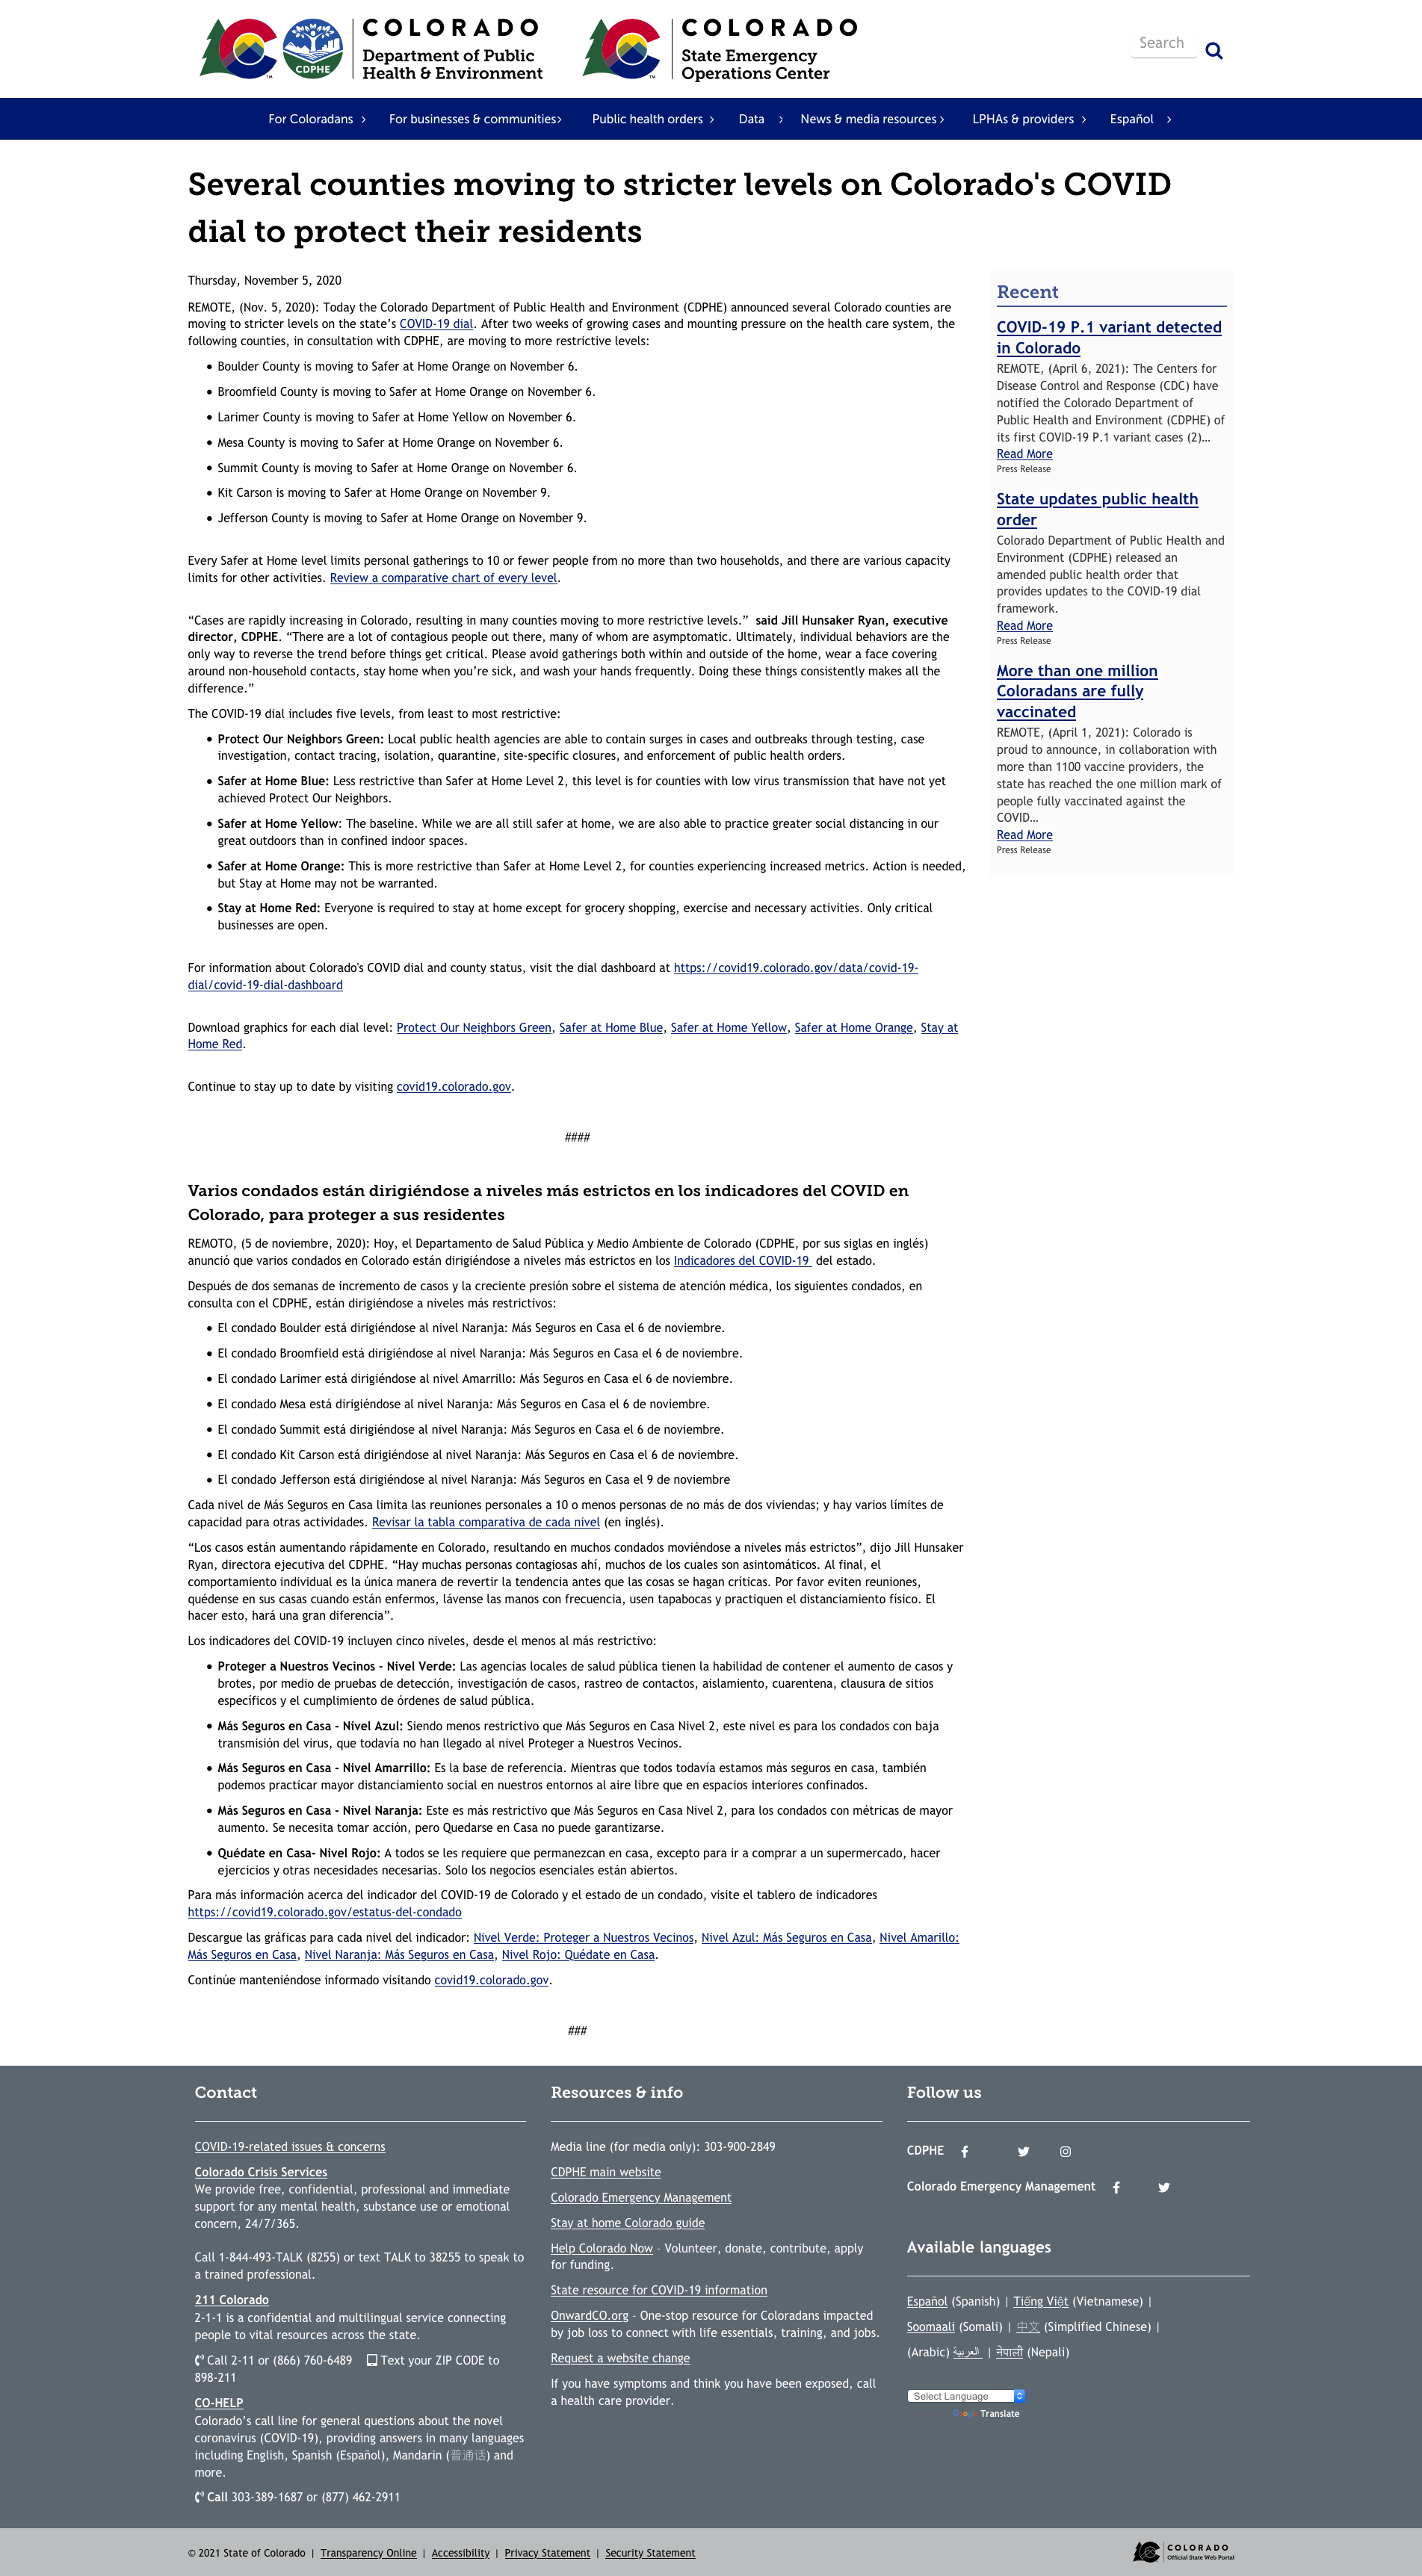 COLORADO
Department of Public
Health & Environment
CDPHE
TM
COLORADO
State Emergency
Operations Center
TM
Search
For Coloradans
For businesses & communities
Public health orders
Data
News & media resources
LPHAs & providers
Español
Several counties moving to stricter levels on Colorado's COVID
dial to protect their residents
Thursday, November 5, 2020
REMOTE, (Nov. 5, 2020): Today the Colorado Department of Public Health and Environment (CDPHE) announced several Colorado counties are
moving to stricter levels on the state’s COVID-19 dial. After two weeks of growing cases and mounting pressure on the health care system, the
following counties, in consultation with CDPHE, are moving to more restrictive levels:
• Boulder County is moving to Safer at Home Orange on November 6.
• Broomfield County is moving to Safer at Home Orange on November 6.
• Larimer County is moving to Safer at Home Yellow on November 6.
• Mesa County is moving to Safer at Home Orange on November 6.
• Summit County is moving to Safer at Home Orange on November 6.
• Kit Carson is moving to Safer at Home Orange on November 9.
• Jefferson County is moving to Safer at Home Orange on November 9.
Every Safer at Home level limits personal gatherings to 10 or fewer people from no more than two households, and there are various capacity
limits for other activities. Review a comparative chart of every level.
“Cases are rapidly increasing in Colorado, resulting in many counties moving to more restrictive levels.”  said Jill Hunsaker Ryan, executive
director, CDPHE. “There are a lot of contagious people out there, many of whom are asymptomatic. Ultimately, individual behaviors are the
only way to reverse the trend before things get critical. Please avoid gatherings both within and outside of the home, wear a face covering
around non-household contacts, stay home when you’re sick, and wash your hands frequently. Doing these things consistently makes all the
difference.”
The COVID-19 dial includes five levels, from least to most restrictive:
• Protect Our Neighbors Green: Local public health agencies are able to contain surges in cases and outbreaks through testing, case
investigation, contact tracing, isolation, quarantine, site-specific closures, and enforcement of public health orders.
• Safer at Home Blue: Less restrictive than Safer at Home Level 2, this level is for counties with low virus transmission that have not yet
achieved Protect Our Neighbors.
• Safer at Home Yellow: The baseline. While we are all still safer at home, we are also able to practice greater social distancing in our
great outdoors than in confined indoor spaces.
• Safer at Home Orange: This is more restrictive than Safer at Home Level 2, for counties experiencing increased metrics. Action is needed,
but Stay at Home may not be warranted.
• Stay at Home Red: Everyone is required to stay at home except for grocery shopping, exercise and necessary activities. Only critical
businesses are open.
For information about Colorado's COVID dial and county status, visit the dial dashboard at https://covid19.colorado.gov/data/covid-19-
dial/covid-19-dial-dashboard
Download graphics for each dial level: Protect Our Neighbors Green, Safer at Home Blue, Safer at Home Yellow, Safer at Home Orange, Stay at
Home Red.
Continue to stay up to date by visiting covid19.colorado.gov.
####
Varios condados están dirigiéndose a niveles más estrictos en los indicadores del COVID en
Colorado, para proteger a sus residentes
REMOTO, (5 de noviembre, 2020): Hoy, el Departamento de Salud Pública y Medio Ambiente de Colorado (CDPHE, por sus siglas en inglés)
anunció que varios condados en Colorado están dirigiéndose a niveles más estrictos en los Indicadores del COVID-19  del estado.
Después de dos semanas de incremento de casos y la creciente presión sobre el sistema de atención médica, los siguientes condados, en
consulta con el CDPHE, están dirigiéndose a niveles más restrictivos:
• El condado Boulder está dirigiéndose al nivel Naranja: Más Seguros en Casa el 6 de noviembre.
• El condado Broomfield está dirigiéndose al nivel Naranja: Más Seguros en Casa el 6 de noviembre.
• El condado Larimer está dirigiéndose al nivel Amarrillo: Más Seguros en Casa el 6 de noviembre.
• El condado Mesa está dirigiéndose al nivel Naranja: Más Seguros en Casa el 6 de noviembre.
• El condado Summit está dirigiéndose al nivel Naranja: Más Seguros en Casa el 6 de noviembre.
• El condado Kit Carson está dirigiéndose al nivel Naranja: Más Seguros en Casa el 6 de noviembre.
• El condado Jefferson está dirigiéndose al nivel Naranja: Más Seguros en Casa el 9 de noviembre
Cada nivel de Más Seguros en Casa limita las reuniones personales a 10 o menos personas de no más de dos viviendas; y hay varios límites de
capacidad para otras actividades. Revisar la tabla comparativa de cada nivel (en inglés).
“Los casos están aumentando rápidamente en Colorado, resultando en muchos condados moviéndose a niveles más estrictos”, dijo Jill Hunsaker
Ryan, directora ejecutiva del CDPHE. “Hay muchas personas contagiosas ahí, muchos de los cuales son asintomáticos. Al final, el
comportamiento individual es la única manera de revertir la tendencia antes que las cosas se hagan críticas. Por favor eviten reuniones,
quédense en sus casas cuando están enfermos, lávense las manos con frecuencia, usen tapabocas y practiquen el distanciamiento físico. El
hacer esto, hará una gran diferencia”.
Los indicadores del COVID-19 incluyen cinco niveles, desde el menos al más restrictivo:
• Proteger a Nuestros Vecinos - Nivel Verde: Las agencias locales de salud pública tienen la habilidad de contener el aumento de casos y
brotes, por medio de pruebas de detección, investigación de casos, rastreo de contactos, aislamiento, cuarentena, clausura de sitios
específicos y el cumplimiento de órdenes de salud pública.
• Más Seguros en Casa - Nivel Azul: Siendo menos restrictivo que Más Seguros en Casa Nivel 2, este nivel es para los condados con baja
transmisión del virus, que todavía no han llegado al nivel Proteger a Nuestros Vecinos.
• Más Seguros en Casa - Nivel Amarrillo: Es la base de referencia. Mientras que todos todavía estamos más seguros en casa, también
podemos practicar mayor distanciamiento social en nuestros entornos al aire libre que en espacios interiores confinados.
• Más Seguros en Casa - Nivel Naranja: Este es más restrictivo que Más Seguros en Casa Nivel 2, para los condados con métricas de mayor
aumento. Se necesita tomar acción, pero Quedarse en Casa no puede garantizarse.
• Quédate en Casa- Nivel Rojo: A todos se les requiere que permanezcan en casa, excepto para ir a comprar a un supermercado, hacer
ejercicios y otras necesidades necesarias. Solo los negocios esenciales están abiertos.
Para más información acerca del indicador del COVID-19 de Colorado y el estado de un condado, visite el tablero de indicadores
https://covid19.colorado.gov/estatus-del-condado
Descargue las gráficas para cada nivel del indicador: Nivel Verde: Proteger a Nuestros Vecinos, Nivel Azul: Más Seguros en Casa, Nivel Amarillo:
Más Seguros en Casa, Nivel Naranja: Más Seguros en Casa, Nivel Rojo: Quédate en Casa.
Continúe manteniéndose informado visitando covid19.colorado.gov.
###
Recent
COVID-19 P.1 variant detected
in Colorado
REMOTE, (April 6, 2021): The Centers for
Disease Control and Response (CDC) have
notified the Colorado Department of
Public Health and Environment (CDPHE) of
its first COVID-19 P.1 variant cases (2)…
Read More
Press Release
State updates public health
order
Colorado Department of Public Health and
Environment (CDPHE) released an
amended public health order that
provides updates to the COVID-19 dial
framework.
Read More
Press Release
More than one million
Coloradans are fully
vaccinated
REMOTE, (April 1, 2021): Colorado is
proud to announce, in collaboration with
more than 1100 vaccine providers, the
state has reached the one million mark of
people fully vaccinated against the
COVID…
Read More
Press Release
Contact
COVID-19-related issues & concerns
Colorado Crisis Services
We provide free, confidential, professional and immediate
support for any mental health, substance use or emotional
concern, 24/7/365.
Call 1-844-493-TALK (8255) or text TALK to 38255 to speak to
a trained professional.
211 Colorado
2-1-1 is a confidential and multilingual service connecting
people to vital resources across the state.
Call 2-11 or (866) 760-6489 Text your ZIP CODE to
898-211
CO-HELP
Colorado’s call line for general questions about the novel
coronavirus (COVID-19), providing answers in many languages
including English, Spanish (Español), Mandarin (普通话) and
more.
Call 303-389-1687 or (877) 462-2911
Resources & info
Media line (for media only): 303-900-2849
CDPHE main website
Colorado Emergency Management
Stay at home Colorado guide
Help Colorado Now - Volunteer, donate, contribute, apply
for funding.
State resource for COVID-19 information
OnwardCO.org - One-stop resource for Coloradans impacted
by job loss to connect with life essentials, training, and jobs.
Request a website change
If you have symptoms and think you have been exposed, call
a health care provider.
Follow us
CDPHE
Colorado Emergency Management
Available languages
Español (Spanish) | Tiếng Việt (Vietnamese) |
Soomaali (Somali) | 中文 (Simplified Chinese) |
(Arabic) العربية | नेपाली (Nepali)
Select Language
Google Translate
© 2021 State of Colorado | Transparency Online | Accessibility | Privacy Statement | Security Statement
COLORADO
Official State Web Portal